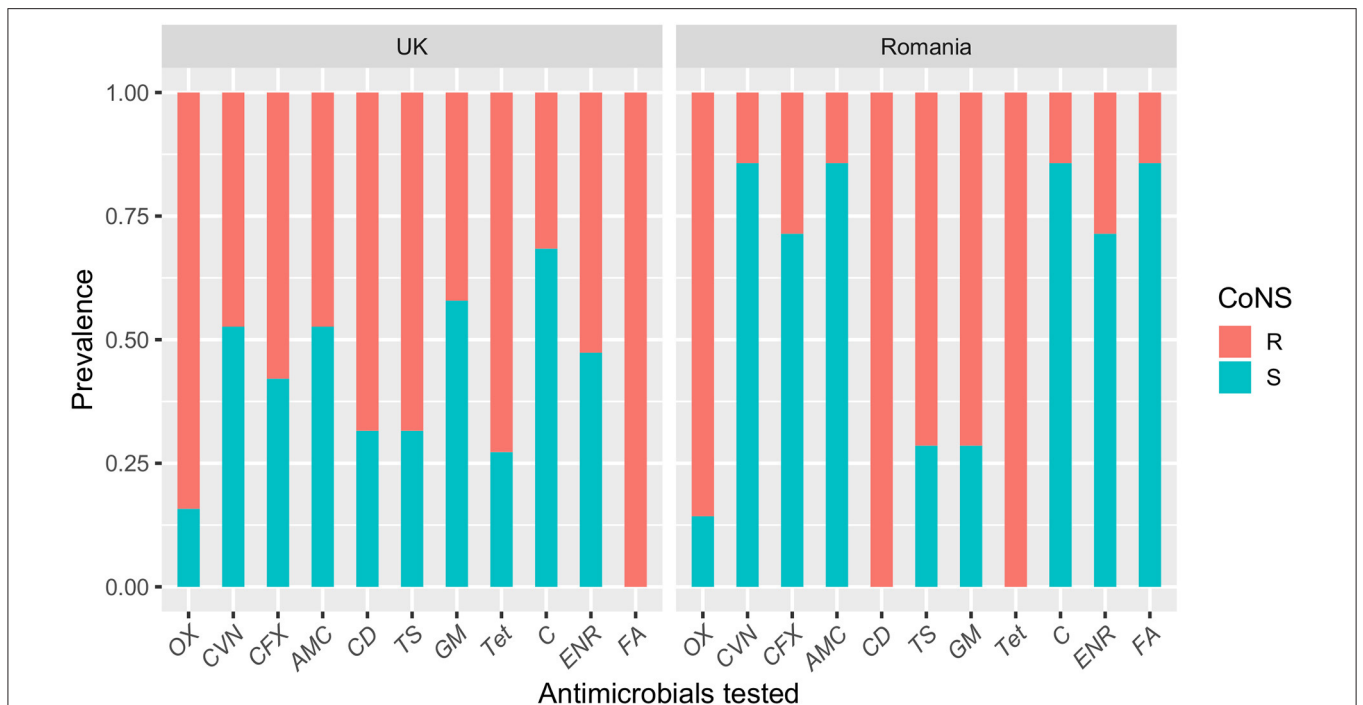 UK Romania
1.00
0.75
0.50
0.25
0.00
Prevalence
OX CVN CFX AMC CD TS GM Tet C ENR FA OX CVN CFX AMC CD TS GM Tet C ENR FA
Antimicrobials tested
CoNS
R
S